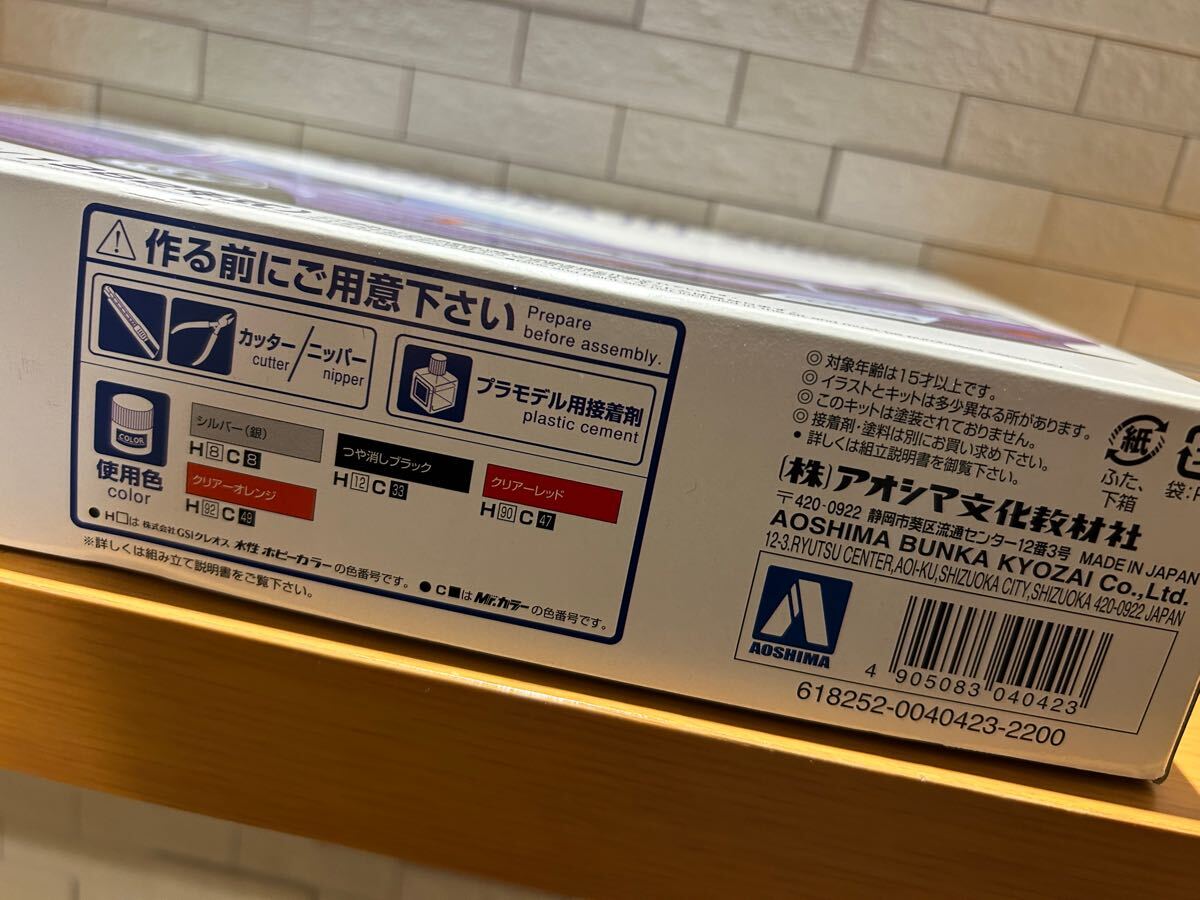 作る前にご用意下さい Prepare before assembly.
カッター/ニッパー
cutter nipper
プラモデル用接着剤
plastic cement
COLOR
使用色
color
シルバー(銀)
H 8 C 8
つや消しブラック
H 12 C 33
クリアーレッド
H 90 C 47
クリアーオレンジ
H 92 C 49
●H□は 株式会社GSIクレオス 水性ホビーカラーの色番号です。 ●C■はMr.カラーの色番号です。
※詳しくは組み立て説明書をご覧下さい。
◎対象年齢は15才以上です。
◎イラストとキットは多少異なる所があります。
◎このキットは塗装されておりません。
◎接着剤・塗料は別にお買い求め下さい。
•詳しくは組立説明書を御覧下さい。
紙
ふた、
下箱
袋:
(株)アオシマ文化教材社
〒420-0922 静岡市葵区流通センター12番3号 MADE IN JAPAN
AOSHIMA BUNKA KYOZAI Co.,Ltd.
12-3,RYUTSU CENTER,AOI-KU,SHIZUOKA CITY,SHIZUOKA 420-0922 JAPAN
AOSHIMA
4 905083 040423
618252-0040423-2200